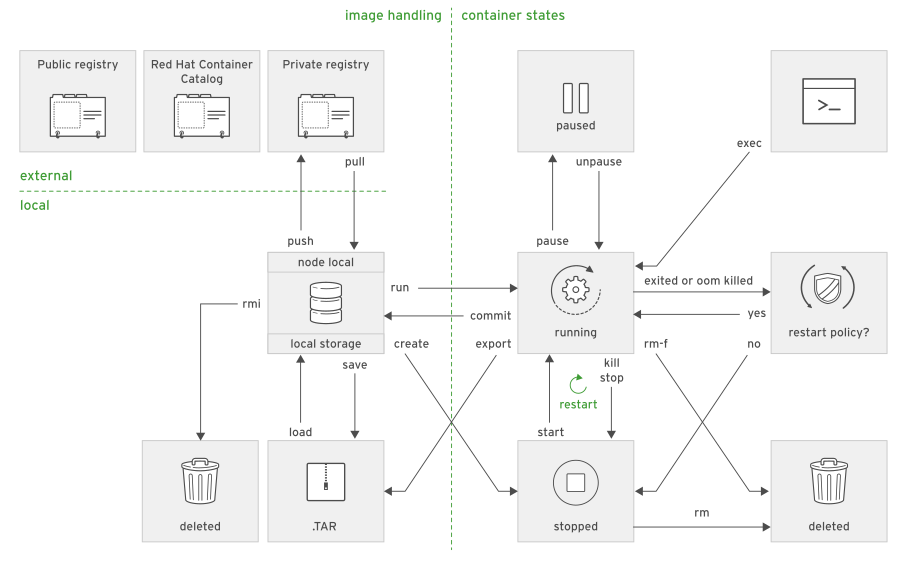 image handling
container states
Public registry
Red Hat Container
Catalog
Private registry
paused
>_
external
local
push
pull
pause
unpause
exec
node local
local storage
rmi
run
commit
create
export
save
load
running
exited or oom killed
yes
no
restart policy?
rm-f
kill
stop
restart
start
deleted
.TAR
stopped
rm
deleted